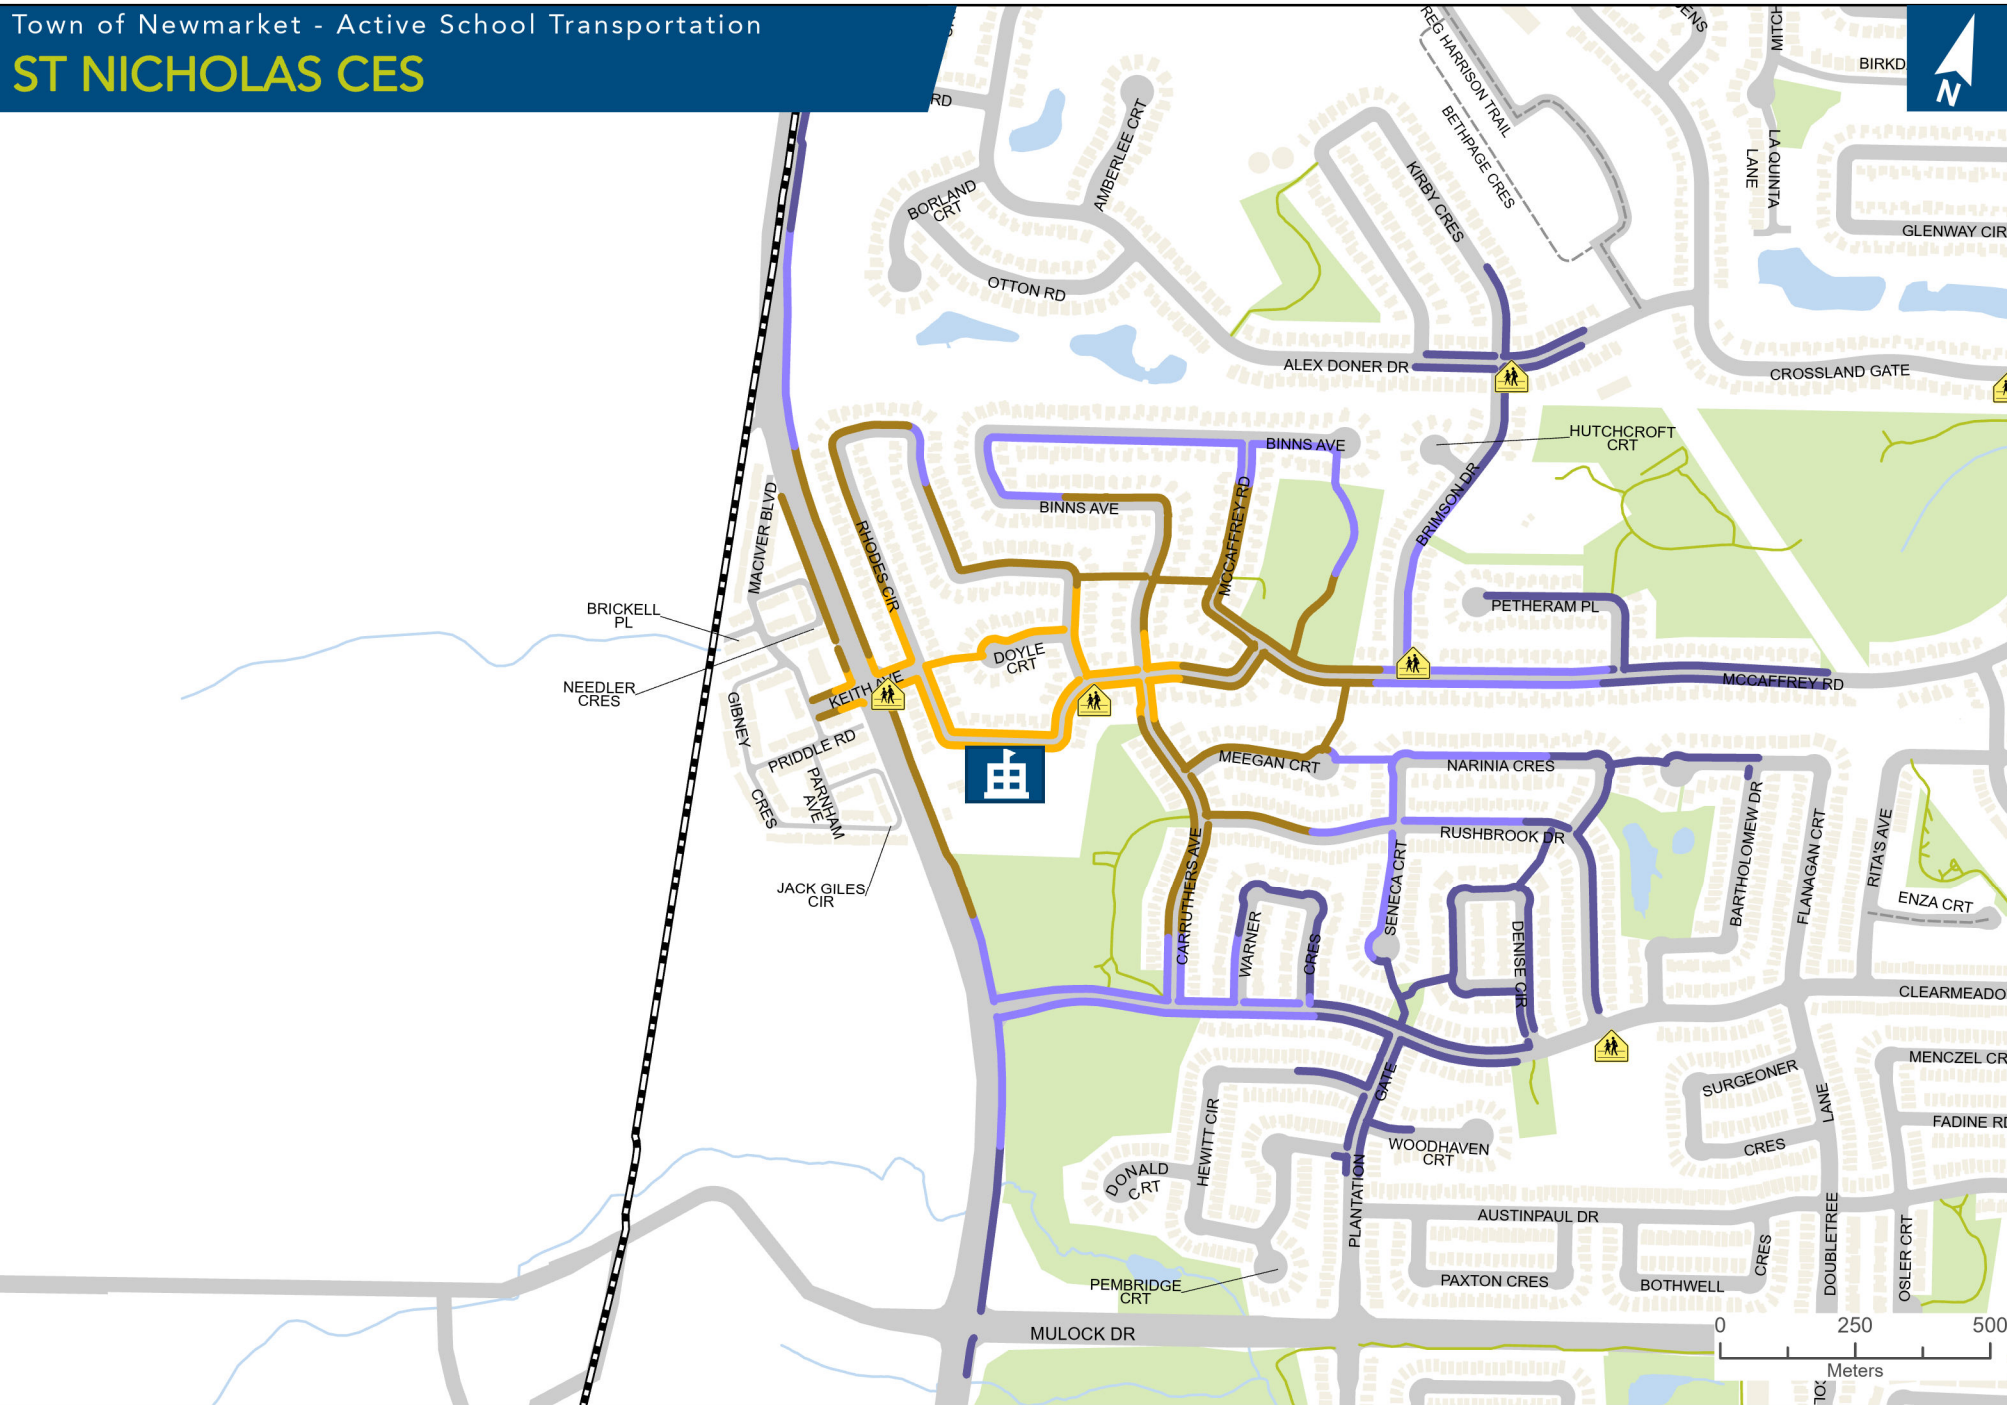 Town of Newmarket - Active School Transportation
ST NICHOLAS CES
N
RD
BORLAND
CRT
AMBERLEE CRT
OTTON RD
REG HARRISON TRAIL
BETHPAGE CRES
KIRBY CRES
ENS
MITCH
BIRKD
LA QUINTA
LANE
GLENWAY CIR
ALEX DONER DR
CROSSLAND GATE
HUTCHCROFT
CRT
BRIMSON DR
BINNS AVE
BINNS AVE
MCCAFFREY RD
RHODES CIR
MACIVER BLVD
BRICKELL
PL
NEEDLER
CRES
KEITH AVE
DOYLE
CRT
PETHERAM PL
MCCAFFREY RD
GIBNEY
CRES
PRIDDLE RD
PARNHAM
AVE
JACK GILES
CIR
MEEGAN CRT
NARINIA CRES
RUSHBROOK DR
CARRUTHERS AVE
WARNER
CRES
SENECA CRT
DENISE CIR
BARTHOLOMEW DR
FLANAGAN CRT
RITA'S AVE
ENZA CRT
CLEARMEADO
MENCZEL CR
SURGEONER
CRES
LANE
FADINE RD
GATE
WOODHAVEN
CRT
HEWITT CIR
DONALD
CRT
PLANTATION
AUSTINPAUL DR
PAXTON CRES
BOTHWELL
CRES
DOUBLETREE
OSLER CRT
PEMBRIDGE
CRT
MULOCK DR
0 250 500
Meters